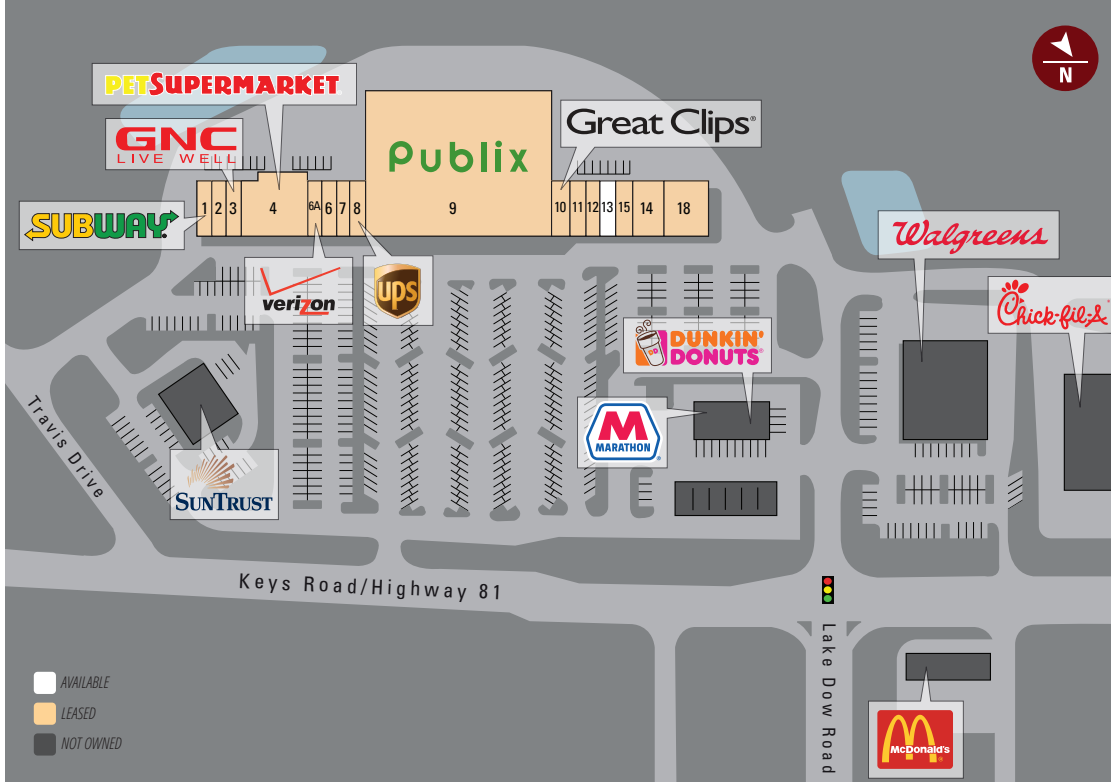 N
PETSUPERMARKET
GNC
LIVE WELL
Great Clips®
Publix
SUBWAY
1 2 3 4 6A 6 7 8 9 10 11 12 13 15 14 18
verizon
ups
Walgreens
Chick-fil-A
DUNKIN'
DONUTS
M
MARATHON
SUNTRUST
Travis Drive
Keys Road/Highway 81
Lake Dow Road
M
McDonald's
AVAILABLE
LEASED
NOT OWNED